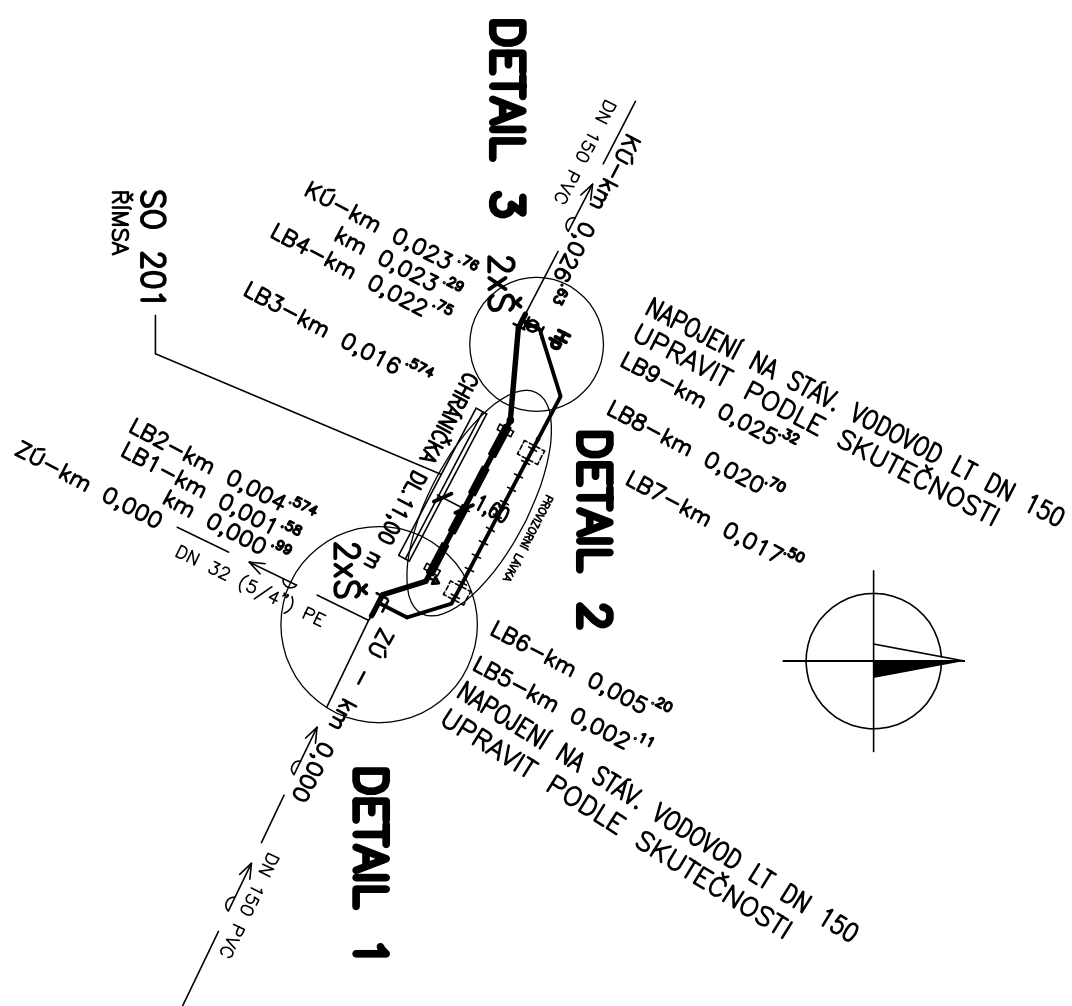 DETAIL 3
DN 150 PVC
KÚ-km 0,026.63
KÚ-km 0,023.76
km 0,023.29
LB4-km 0,022.75
LB3-km 0,016.574
2xŠ
Hp
SO 201
ŘÍMSA
NAPOJENÍ NA STÁV. VODOVOD LT DN 150
UPRAVIT PODLE SKUTEČNOSTI
LB9-km 0,025.32
LB8-km 0,020.70
LB7-km 0,017.50
DETAIL 2
CHRÁNIČKA DL.11,00 m
1,60
PROVIZORNÍ LÁVKA
LB2-km 0,004.574
LB1-km 0,001.58
km 0,000.99
ZÚ-km 0,000
DN 32 (5/4") PE
2xŠ
ZÚ - km 0,000
LB6-km 0,005.20
LB5-km 0,002.11
NAPOJENÍ NA STÁV. VODOVOD LT DN 150
UPRAVIT PODLE SKUTEČNOSTI
DETAIL 1
DN 150 PVC